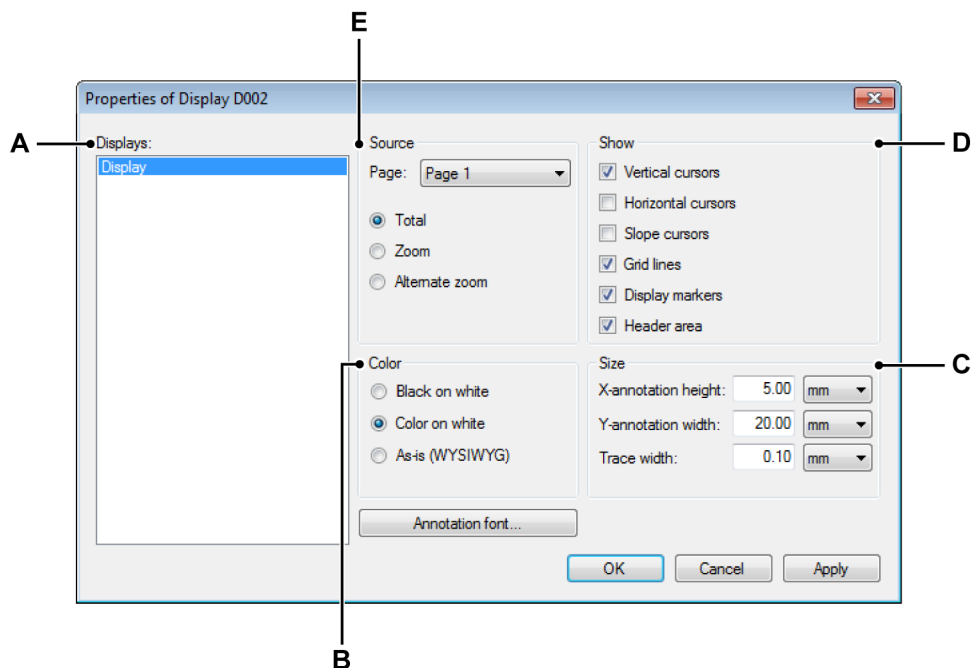 E
Properties of Display D002
A
Displays:
Display
Source
Page: Page 1
Total
Zoom
Alternate zoom
Show
D
Vertical cursors
Horizontal cursors
Slope cursors
Grid lines
Display markers
Header area
Color
Black on white
Color on white
As-is (WYSIWYG)
Size
C
X-annotation height: 5.00 mm
Y-annotation width: 20.00 mm
Trace width: 0.10 mm
Annotation font...
OK Cancel Apply
B